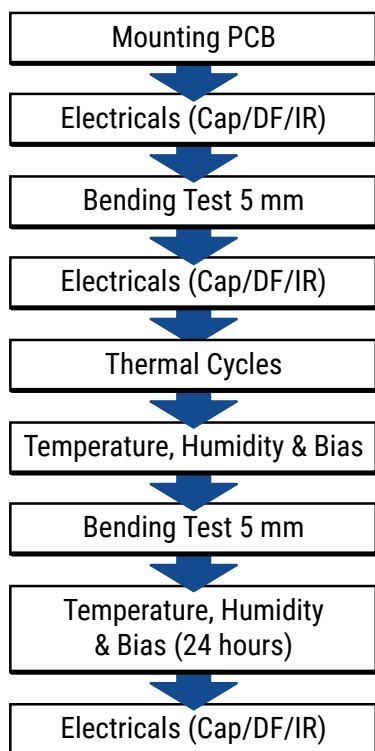 Mounting PCB
Electricals (Cap/DF/IR)
Bending Test 5 mm
Electricals (Cap/DF/IR)
Thermal Cycles
Temperature, Humidity & Bias
Bending Test 5 mm
Temperature, Humidity
& Bias (24 hours)
Electricals (Cap/DF/IR)